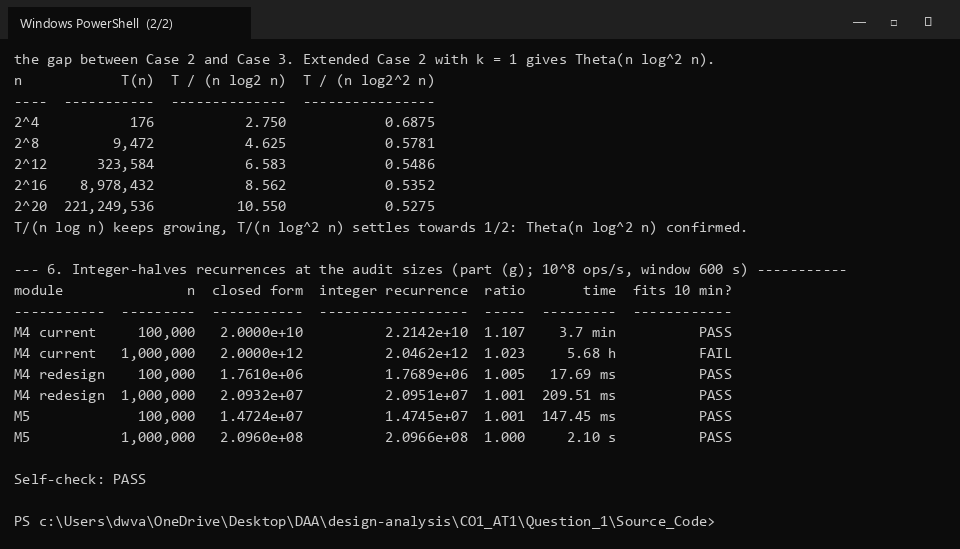 Windows PowerShell  (2/2)
the gap between Case 2 and Case 3. Extended Case 2 with k = 1 gives Theta(n log^2 n).
n            T(n)  T / (n log2 n)  T / (n log2^2 n)
----  -----------  --------------  ----------------
2^4           176           2.750            0.6875
2^8         9,472           4.625            0.5781
2^12      323,584           6.583            0.5486
2^16    8,978,432           8.562            0.5352
2^20  221,249,536          10.550            0.5275
T/(n log n) keeps growing, T/(n log^2 n) settles towards 1/2: Theta(n log^2 n) confirmed.
--- 6. Integer-halves recurrences at the audit sizes (part (g); 10^8 ops/s, window 600 s) -----------
module               n  closed form  integer recurrence  ratio       time  fits 10 min?
-----------  ---------  -----------  ------------------  -----  ---------  ------------
M4 current     100,000   2.0000e+10          2.2142e+10  1.107    3.7 min          PASS
M4 current   1,000,000   2.0000e+12          2.0462e+12  1.023     5.68 h          FAIL
M4 redesign    100,000   1.7610e+06          1.7689e+06  1.005   17.69 ms          PASS
M4 redesign  1,000,000   2.0932e+07          2.0951e+07  1.001  209.51 ms          PASS
M5             100,000   1.4724e+07          1.4745e+07  1.001  147.45 ms          PASS
M5           1,000,000   2.0960e+08          2.0966e+08  1.000     2.10 s          PASS
Self-check: PASS
PS c:\Users\dwva\OneDrive\Desktop\DAA\design-analysis\CO1_AT1\Question_1\Source_Code>